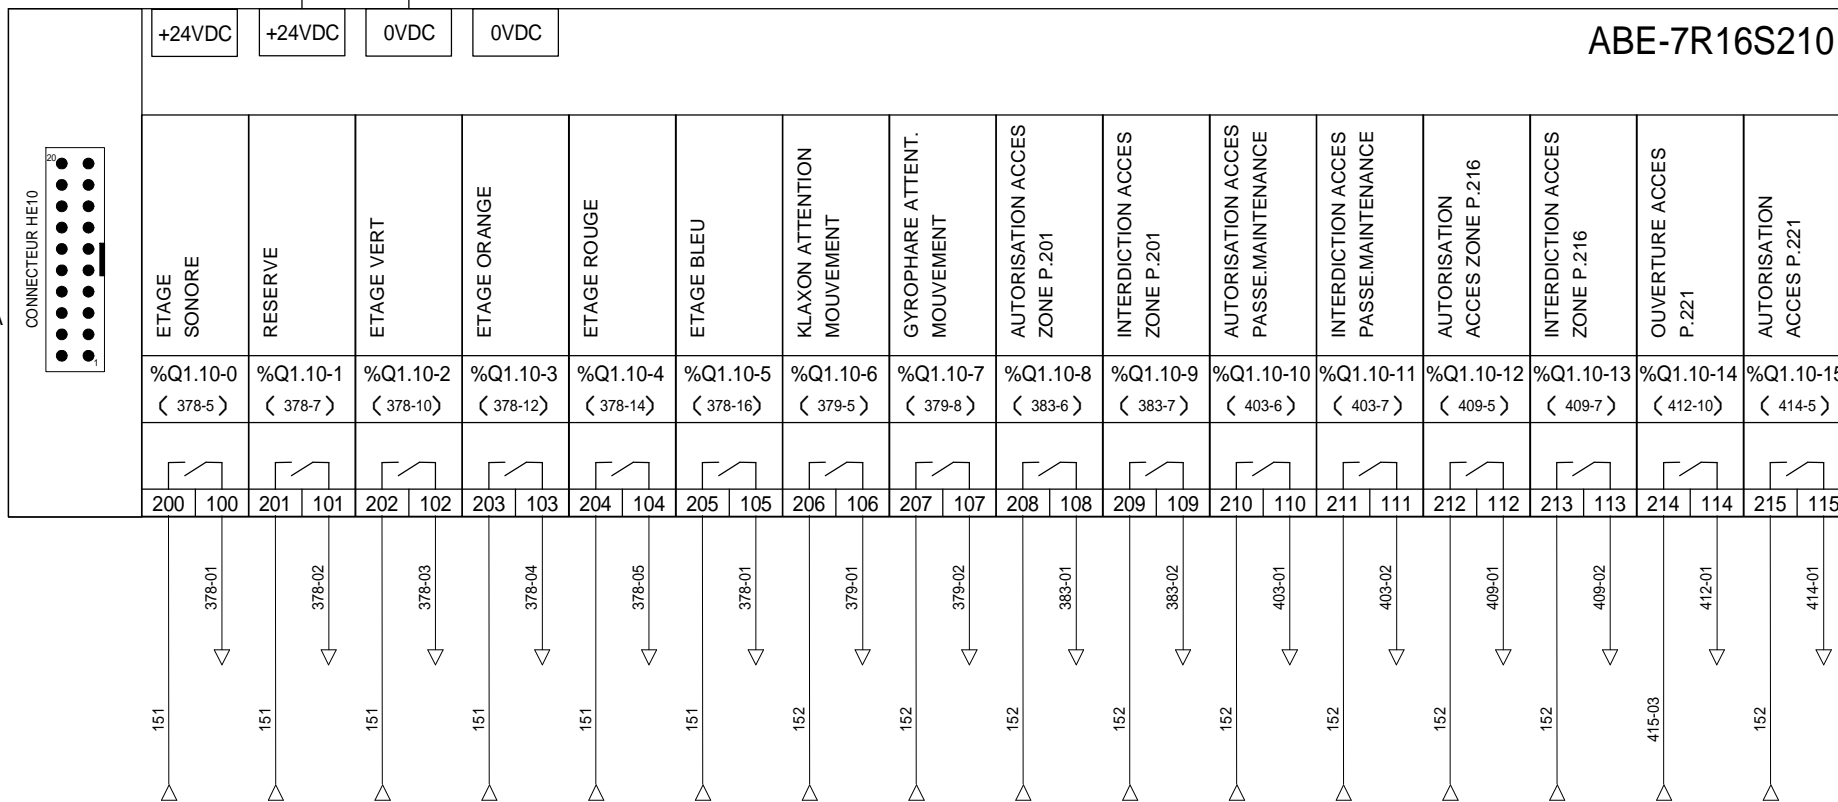 +24VDC +24VDC 0VDC 0VDC
ABE-7R16S210
CONNECTEUR HE10
20
1
ETAGE
SONORE
RESERVE
ETAGE VERT
ETAGE ORANGE
ETAGE ROUGE
ETAGE BLEU
KLAXON ATTENTION
MOUVEMENT
GYROPHARE ATTENT.
MOUVEMENT
AUTORISATION ACCES
ZONE P.201
INTERDICTION ACCES
ZONE P.201
AUTORISATION ACCES
PASSE.MAINTENANCE
INTERDICTION ACCES
PASSE.MAINTENANCE
AUTORISATION
ACCES ZONE P.216
INTERDICTION ACCES
ZONE P.216
OUVERTURE ACCES
P.221
AUTORISATION
ACCES P.221
%Q1.10-0 %Q1.10-1 %Q1.10-2 %Q1.10-3 %Q1.10-4 %Q1.10-5 %Q1.10-6 %Q1.10-7 %Q1.10-8 %Q1.10-9 %Q1.10-10 %Q1.10-11 %Q1.10-12 %Q1.10-13 %Q1.10-14 %Q1.10-15
( 378-5 ) ( 378-7 ) ( 378-10 ) ( 378-12 ) ( 378-14 ) ( 378-16 ) ( 379-5 ) ( 379-8 ) ( 383-6 ) ( 383-7 ) ( 403-6 ) ( 403-7 ) ( 409-5 ) ( 409-7 ) ( 412-10 ) ( 414-5 )
200 100 201 101 202 102 203 103 204 104 205 105 206 106 207 107 208 108 209 109 210 110 211 111 212 112 213 113 214 114 215 115
378-01 378-02 378-03 378-04 378-05 378-01 379-01 379-02 383-01 383-02 403-01 403-02 409-01 409-02 412-01 414-01
151 151 151 151 151 151 152 152 152 152 152 152 152 152 415-03 152